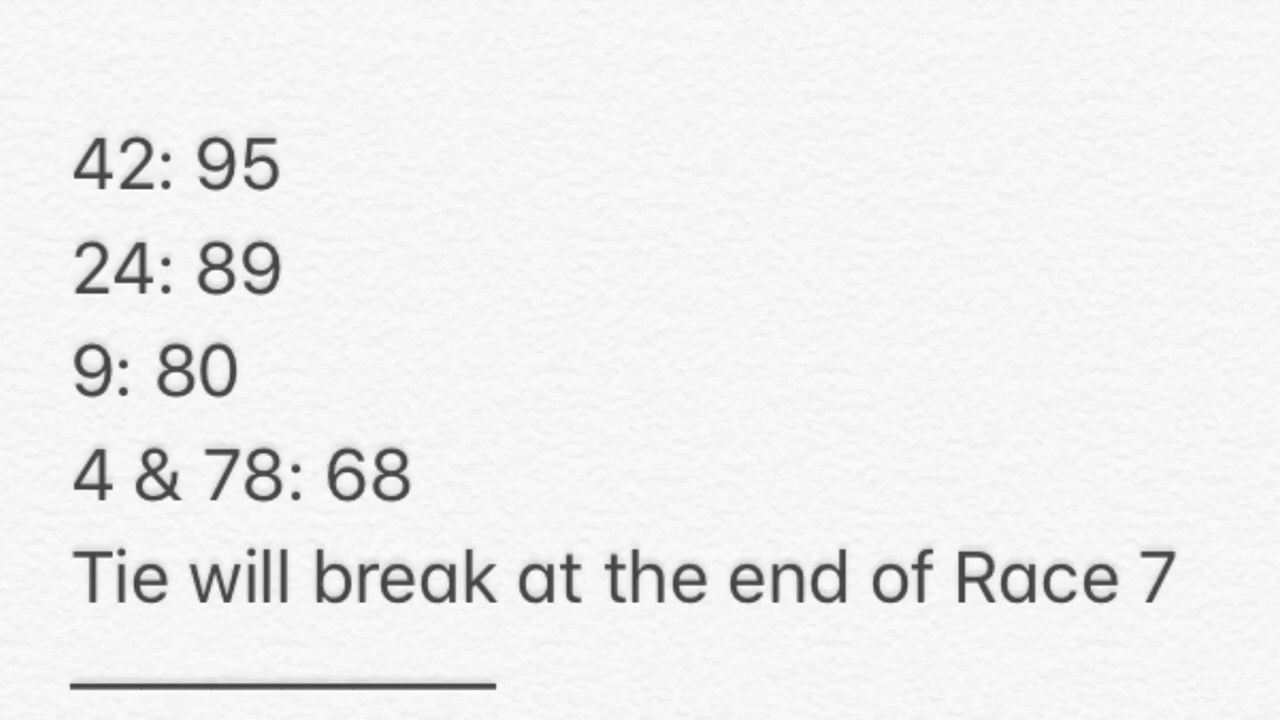 42: 95
24: 89
9: 80
4 & 78: 68
Tie will break at the end of Race 7